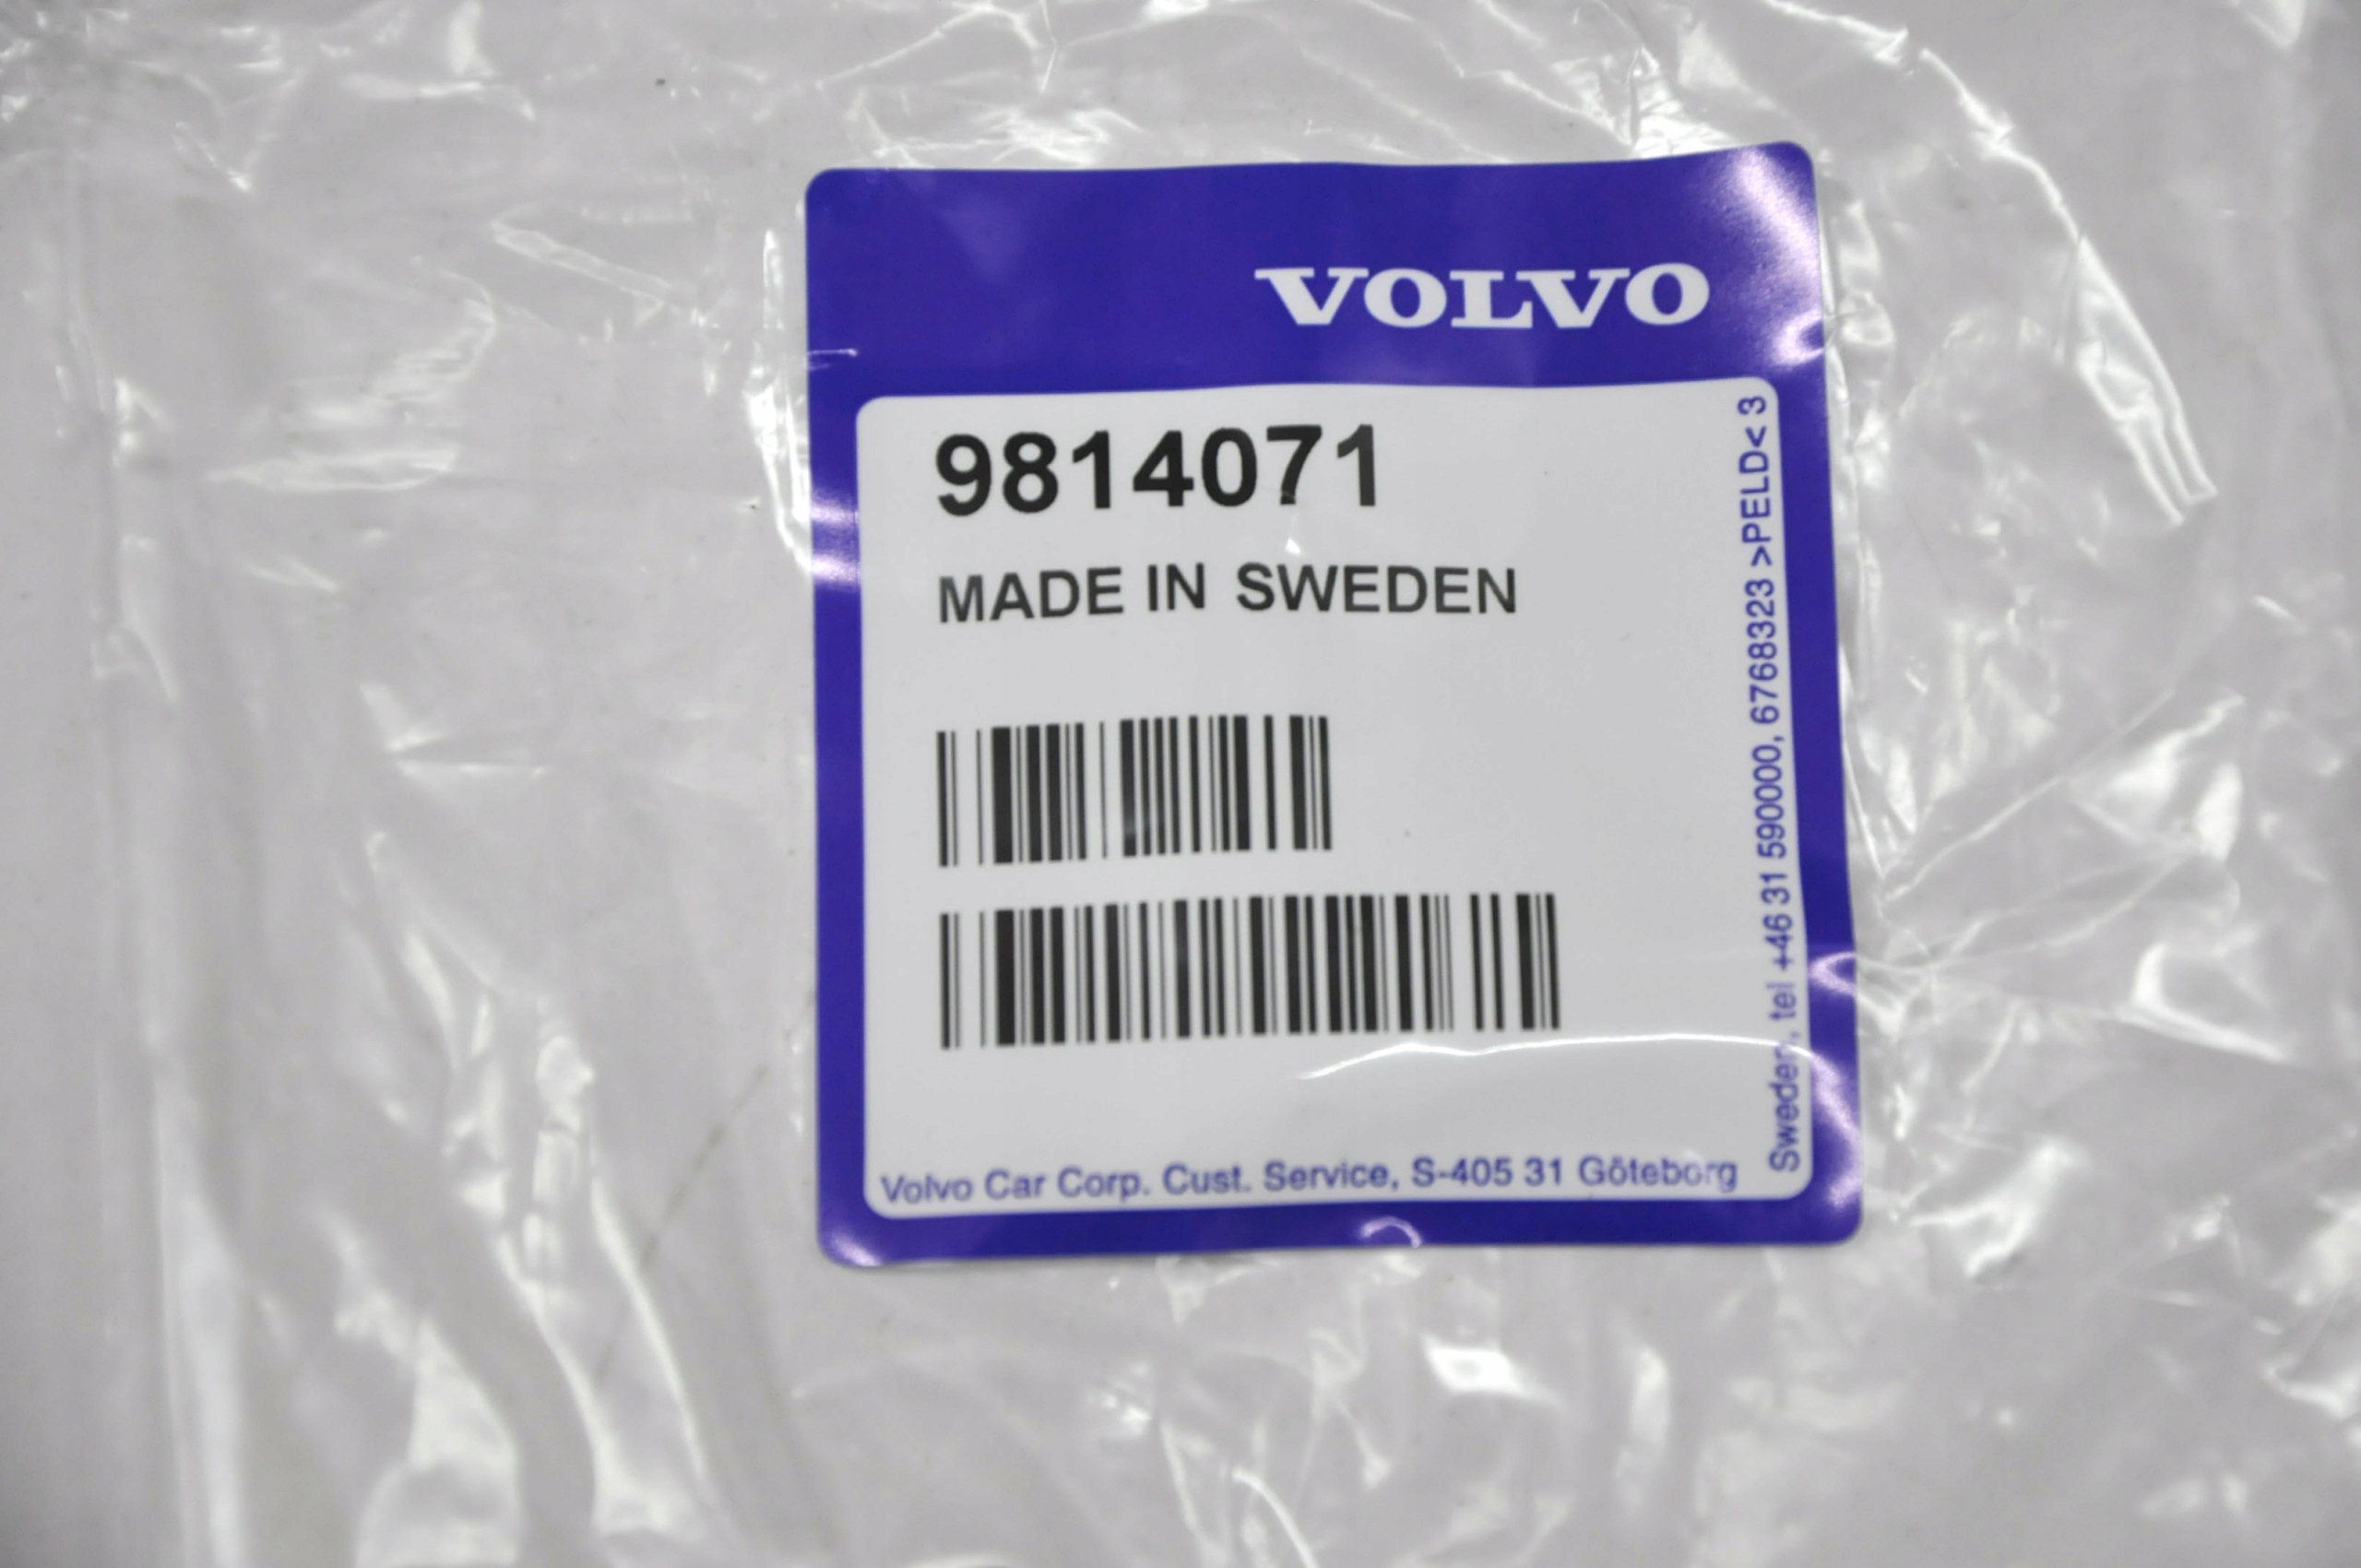 VOLVO
9814071
MADE IN SWEDEN
Volvo Car Corp. Cust. Service, S-405 31 Göteborg
Sweden, tel +46 31 590000, 6768323 >PELD< 3